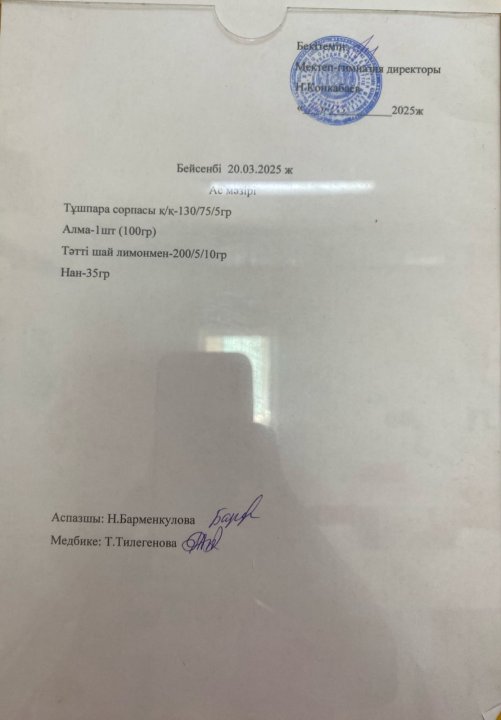 Бекітемін:
Мектеп-гимназия директоры
Н.Конкабаев
2025ж
Бейсенбі 20.03.2025 ж
Ас мәзірі
Тұшпара сорпасы қ/қ-130/75/5гр
Алма-1шт (100гр)
Тәтті шай лимонмен-200/5/10гр
Нан-35гр
Аспазшы: Н.Барменкулова
Медбике: Т.Тилегенова